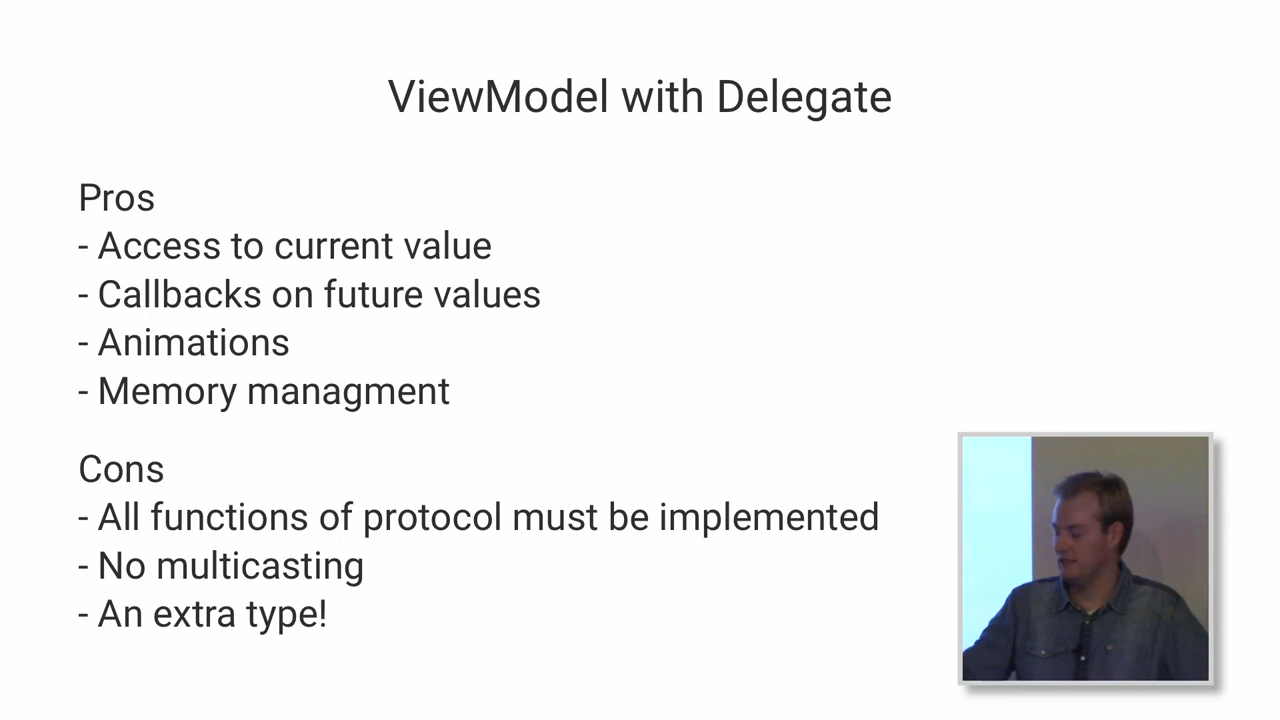 ViewModel with Delegate
Pros
- Access to current value
- Callbacks on future values
- Animations
- Memory managment
Cons
- All functions of protocol must be implemented
- No multicasting
- An extra type!